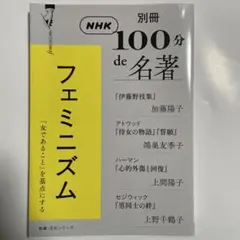 NHK
別冊
100分
de名著
フェミニズム
「女であること」を基点にする
『伊藤野枝集』
加藤陽子
アトウッド
『侍女の物語』『誓願』
鴻巣友季子
ハーマン
『心的外傷と回復』
上間陽子
セジウィック
『男同士の絆』
上野千鶴子